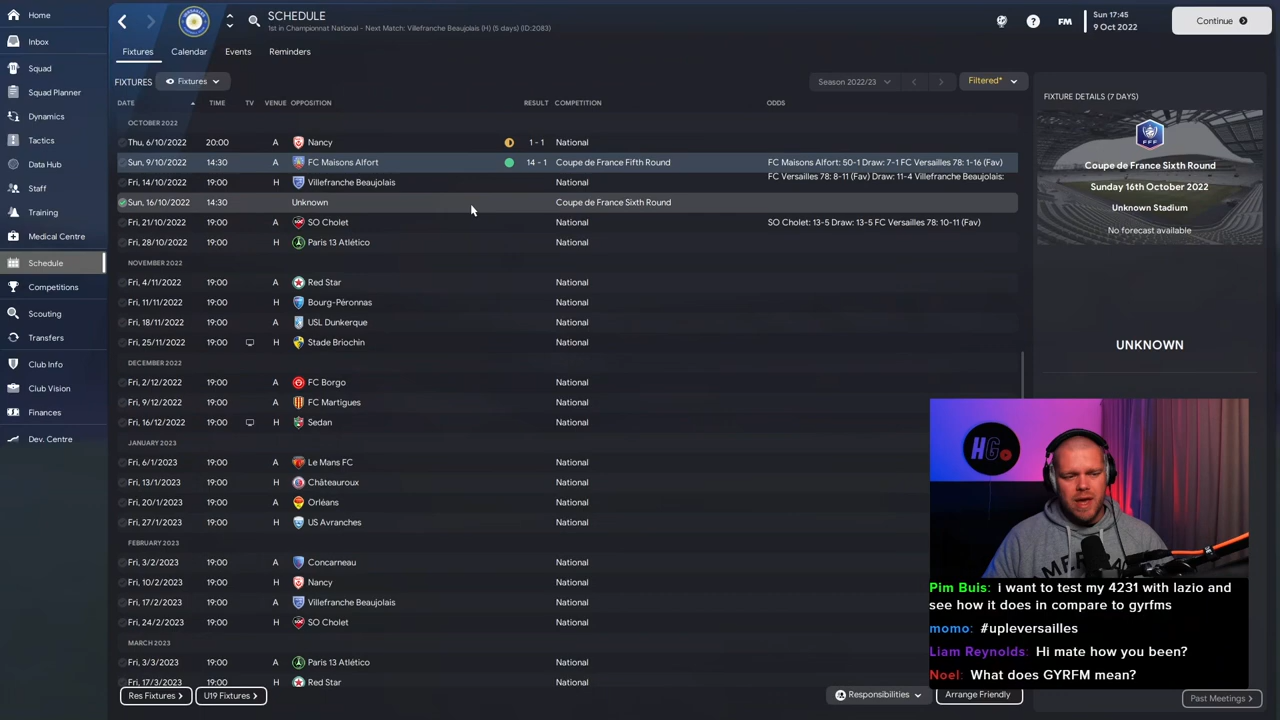 Home
Inbox
Squad
Squad Planner
Dynamics
Tactics
Data Hub
Staff
Training
Medical Centre
Schedule
Competitions
Scouting
Transfers
Club Info
Club Vision
Finances
Dev. Centre
SCHEDULE
1st in Championnat National - Next Match: Villefranche Beaujolais (H) (5 days) (ID:2083)
? FM Sun 17:45
9 Oct 2022
Continue
Fixtures Calendar Events Reminders
FIXTURES Fixtures Season 2022/23 Filtered*
DATE TIME TV VENUE OPPOSITION RESULT COMPETITION ODDS
OCTOBER 2022
Thu, 6/10/2022 20:00 A Nancy 1 - 1 National
Sun, 9/10/2022 14:30 A FC Maisons Alfort 14 - 1 Coupe de France Fifth Round FC Maisons Alfort: 50-1 Draw: 7-1 FC Versailles 78: 1-16 (Fav)
Fri, 14/10/2022 19:00 H Villefranche Beaujolais National FC Versailles 78: 8-11 (Fav) Draw: 11-4 Villefranche Beaujolais:
Sun, 16/10/2022 14:30 Unknown Coupe de France Sixth Round
Fri, 21/10/2022 19:00 A SO Cholet National SO Cholet: 13-5 Draw: 13-5 FC Versailles 78: 10-11 (Fav)
Fri, 28/10/2022 19:00 H Paris 13 Atlético National
NOVEMBER 2022
Fri, 4/11/2022 19:00 A Red Star National
Fri, 11/11/2022 19:00 H Bourg-Péronnas National
Fri, 18/11/2022 19:00 A USL Dunkerque National
Fri, 25/11/2022 19:00 H Stade Briochin National
DECEMBER 2022
Fri, 2/12/2022 19:00 A FC Borgo National
Fri, 9/12/2022 19:00 A FC Martigues National
Fri, 16/12/2022 19:00 H Sedan National
JANUARY 2023
Fri, 6/1/2023 19:00 A Le Mans FC National
Fri, 13/1/2023 19:00 H Châteauroux National
Fri, 20/1/2023 19:00 A Orléans National
Fri, 27/1/2023 19:00 H US Avranches National
FEBRUARY 2023
Fri, 3/2/2023 19:00 A Concarneau National
Fri, 10/2/2023 19:00 H Nancy National
Fri, 17/2/2023 19:00 A Villefranche Beaujolais National
Fri, 24/2/2023 19:00 H SO Cholet National
MARCH 2023
Fri, 3/3/2023 19:00 A Paris 13 Atlético National
Fri, 17/3/2023 19:00 H Red Star National
Res Fixtures U19 Fixtures Responsibilities Arrange Friendly Past Meetings
FIXTURE DETAILS (7 DAYS)
FFF
Coupe de France Sixth Round
Sunday 16th October 2022
Unknown Stadium
No forecast available
UNKNOWN
HG
Pim Buis: i want to test my 4231 with lazio and
see how it does in compare to gyrfms
momo: #upleversailles
Liam Reynolds: Hi mate how you been?
Noel: What does GYRFM mean?